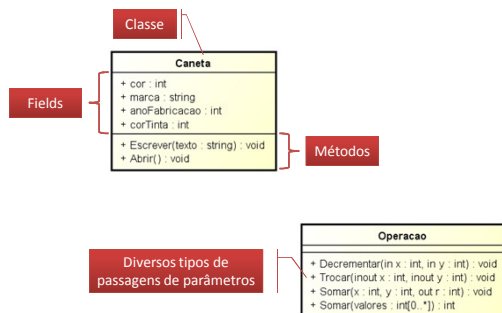 Classe
Caneta
+ cor : int
+ marca : string
+ anoFabricacao : int
+ corTinta : int
+ Escrever(texto : string) : void
+ Abrir() : void
Fields
Métodos
Operacao
+ Decrementar(in x : int, in y : int) : void
+ Trocar(inout x : int, inout y : int) : void
+ Somar(x : int, y : int, out r : int) : void
+ Somar(valores : int[0..*]) : int
Diversos tipos de
passagens de parâmetros